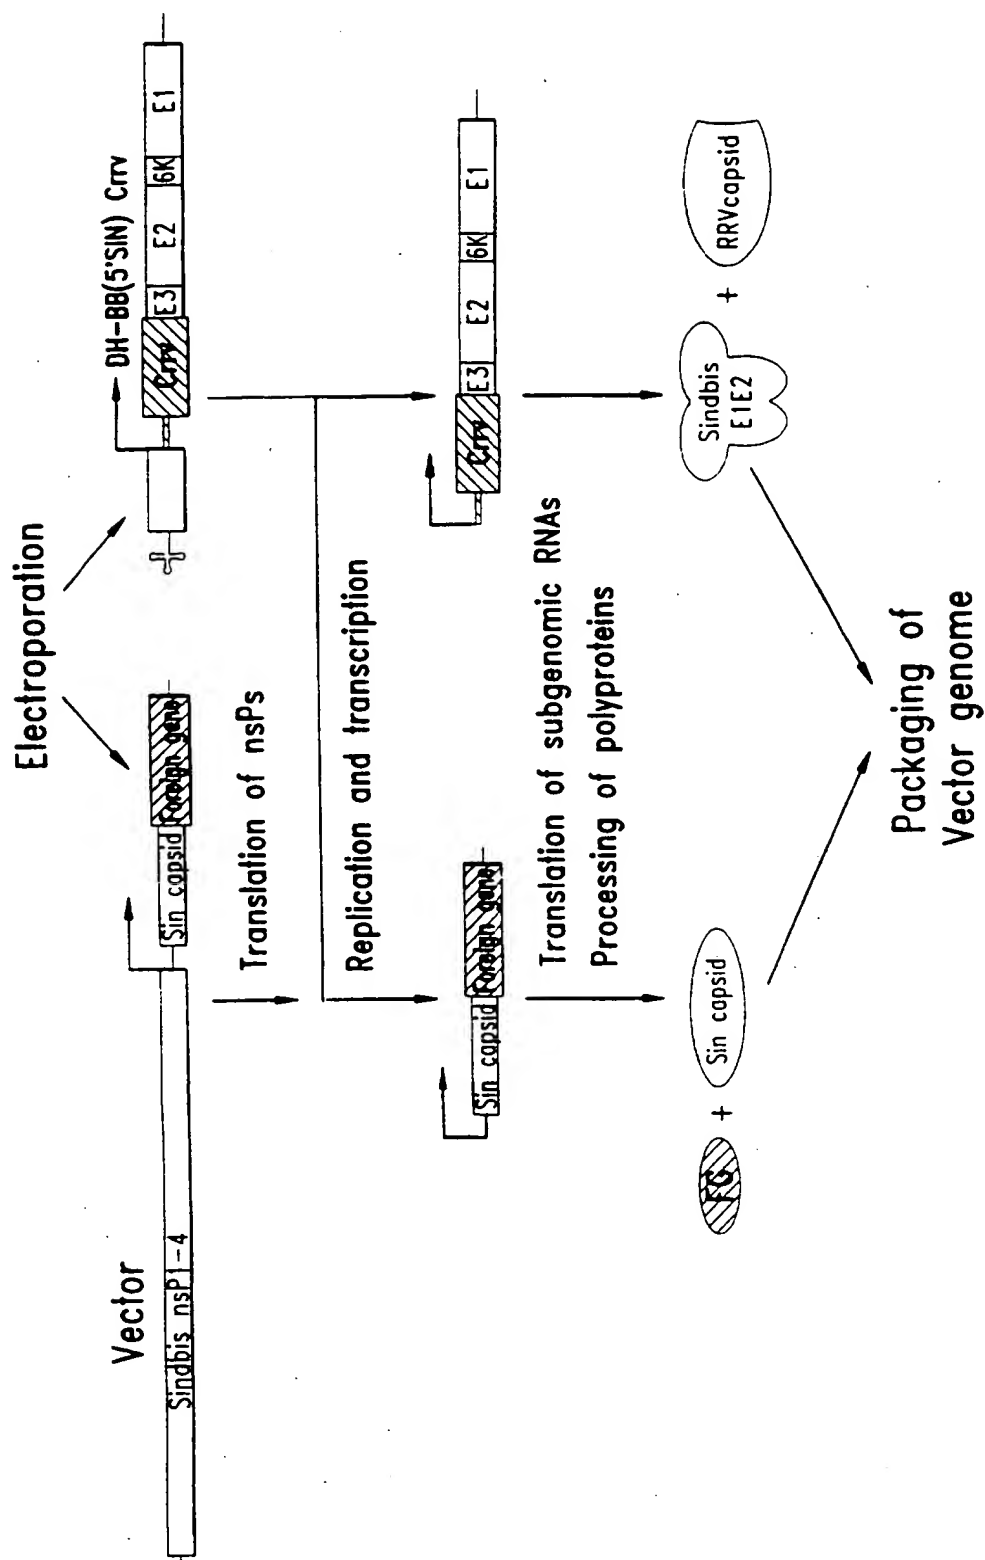 Electroporation
Vector
DH-BB(5'SIN) Crrv
Sindbis nsP1-4
Sin capsid
Foreign gene
Crrv
E3
E2
6K
E1
Translation of nsPs
Replication and transcription
Sin capsid
Foreign gene
Crrv
E3
E2
6K
E1
Translation of subgenomic RNAs
Processing of polyproteins
FG
+
Sin capsid
Sindbis
E1E2
+
RRVcapsid
Packaging of
Vector genome